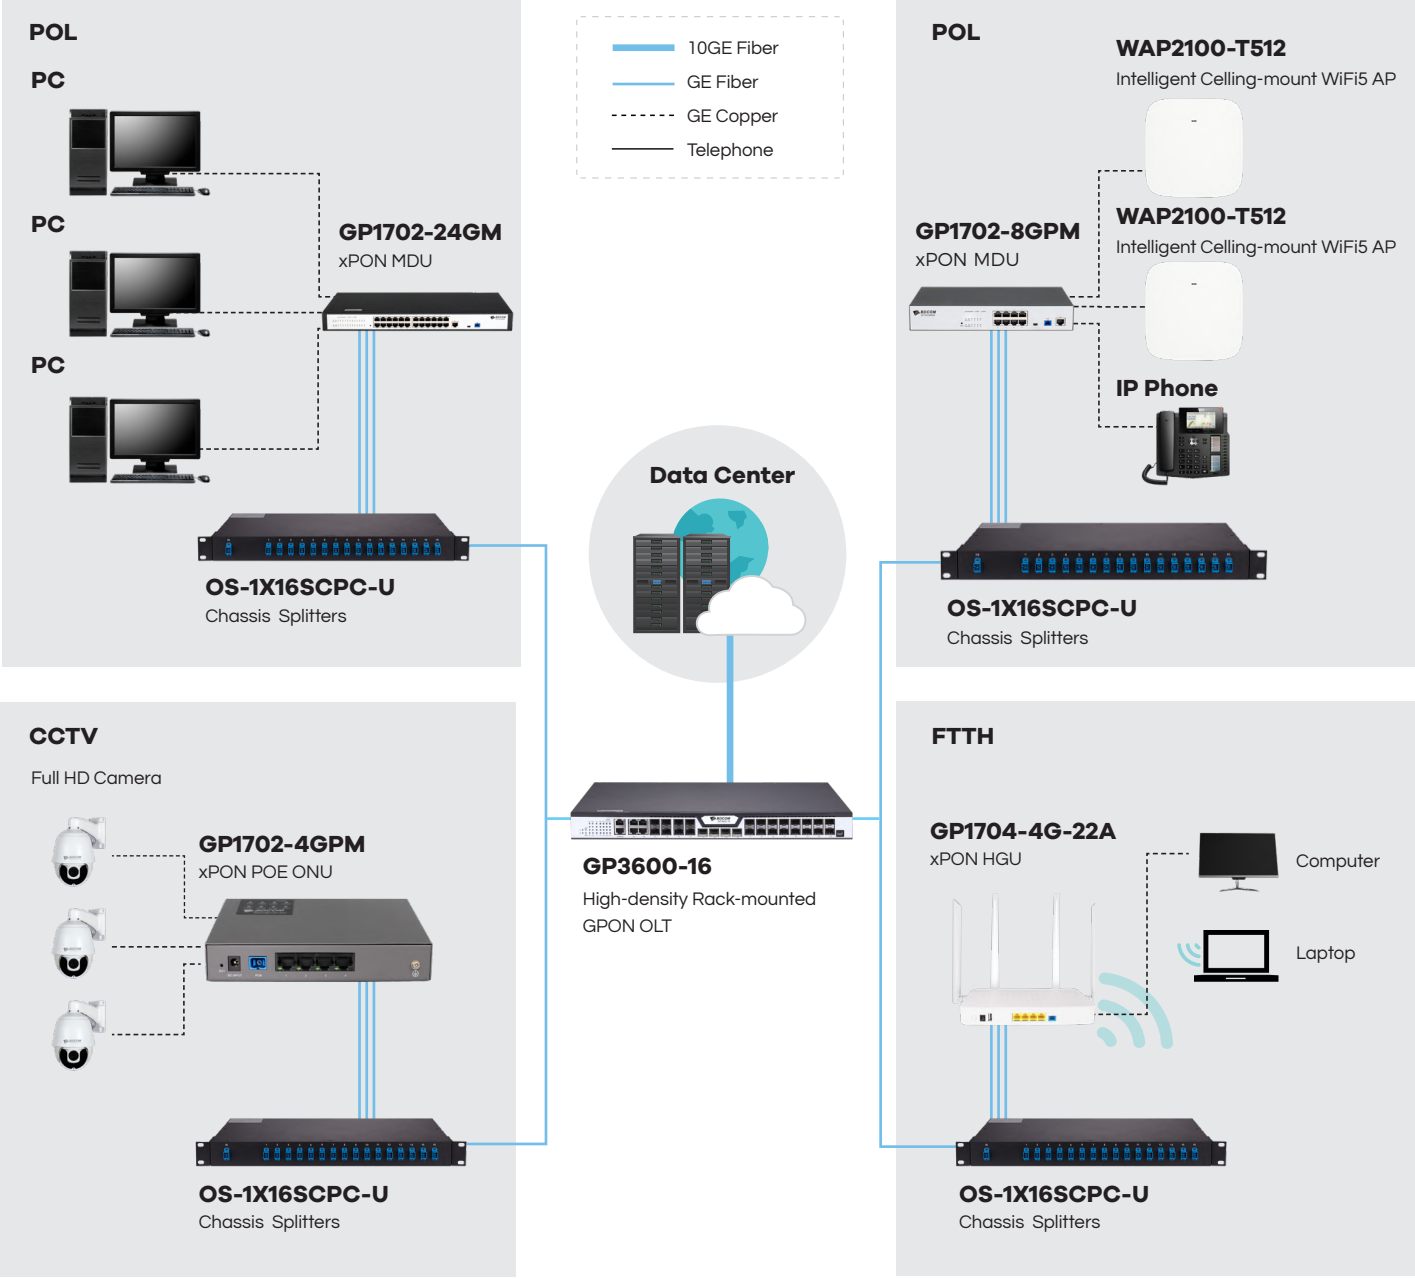 POL
PC
PC
GP1702-24GM
xPON MDU
PC
BDCOM
OS-1X16SCPC-U
Chassis Splitters
10GE Fiber
GE Fiber
GE Copper
Telephone
POL
WAP2100-T512
Intelligent Celling-mount WiFi5 AP
WAP2100-T512
Intelligent Celling-mount WiFi5 AP
GP1702-8GPM
xPON MDU
BDCOM
IP Phone
OS-1X16SCPC-U
Chassis Splitters
Data Center
BDCOM
GP3600-16
High-density Rack-mounted
GPON OLT
CCTV
Full HD Camera
GP1702-4GPM
xPON POE ONU
OS-1X16SCPC-U
Chassis Splitters
FTTH
GP1704-4G-22A
xPON HGU
Computer
Laptop
OS-1X16SCPC-U
Chassis Splitters